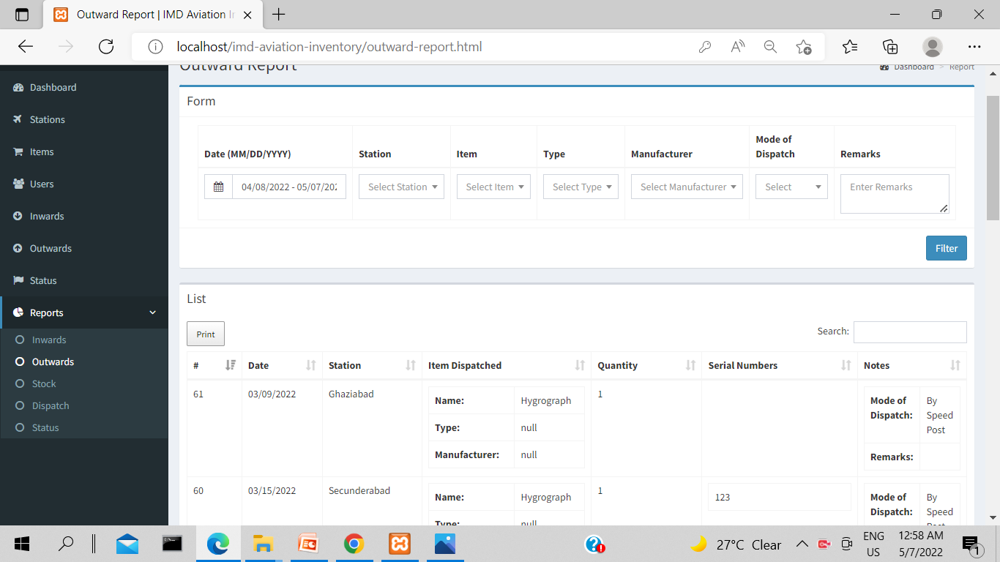 Outward Report | IMD Aviation In
localhost/imd-aviation-inventory/outward-report.html
Outward Report
Dashboard > Report
Dashboard
Stations
Items
Users
Inwards
Outwards
Status
Reports
Inwards
Outwards
Stock
Dispatch
Status
Form
Date (MM/DD/YYYY) Station Item Type Manufacturer Mode of Dispatch Remarks
04/08/2022 - 05/07/202 Select Station Select Item Select Type Select Manufacturer Select Enter Remarks
Filter
List
Print
Search:
# Date Station Item Dispatched Quantity Serial Numbers Notes
61 03/09/2022 Ghaziabad Name: Hygrograph 1 Mode of Dispatch: By Speed Post
Type: null
Manufacturer: null Remarks:
60 03/15/2022 Secunderabad Name: Hygrograph 1 123 Mode of Dispatch: By Speed Post
Type: null
27°C Clear
ENG
US
12:58 AM
5/7/2022
1